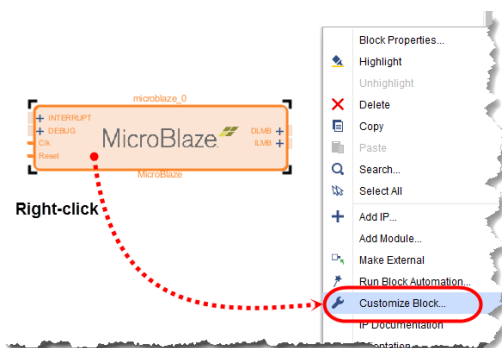 microblaze_0
INTERRUPT
DEBUG
Clk
Reset
MicroBlaze
DLMB
ILMB
MicroBlaze
Right-click
Block Properties...
Highlight
Unhighlight
Delete
Copy
Paste
Search...
Select All
Add IP...
Add Module...
Make External
Run Block Automation...
Customize Block...
IP Documentation